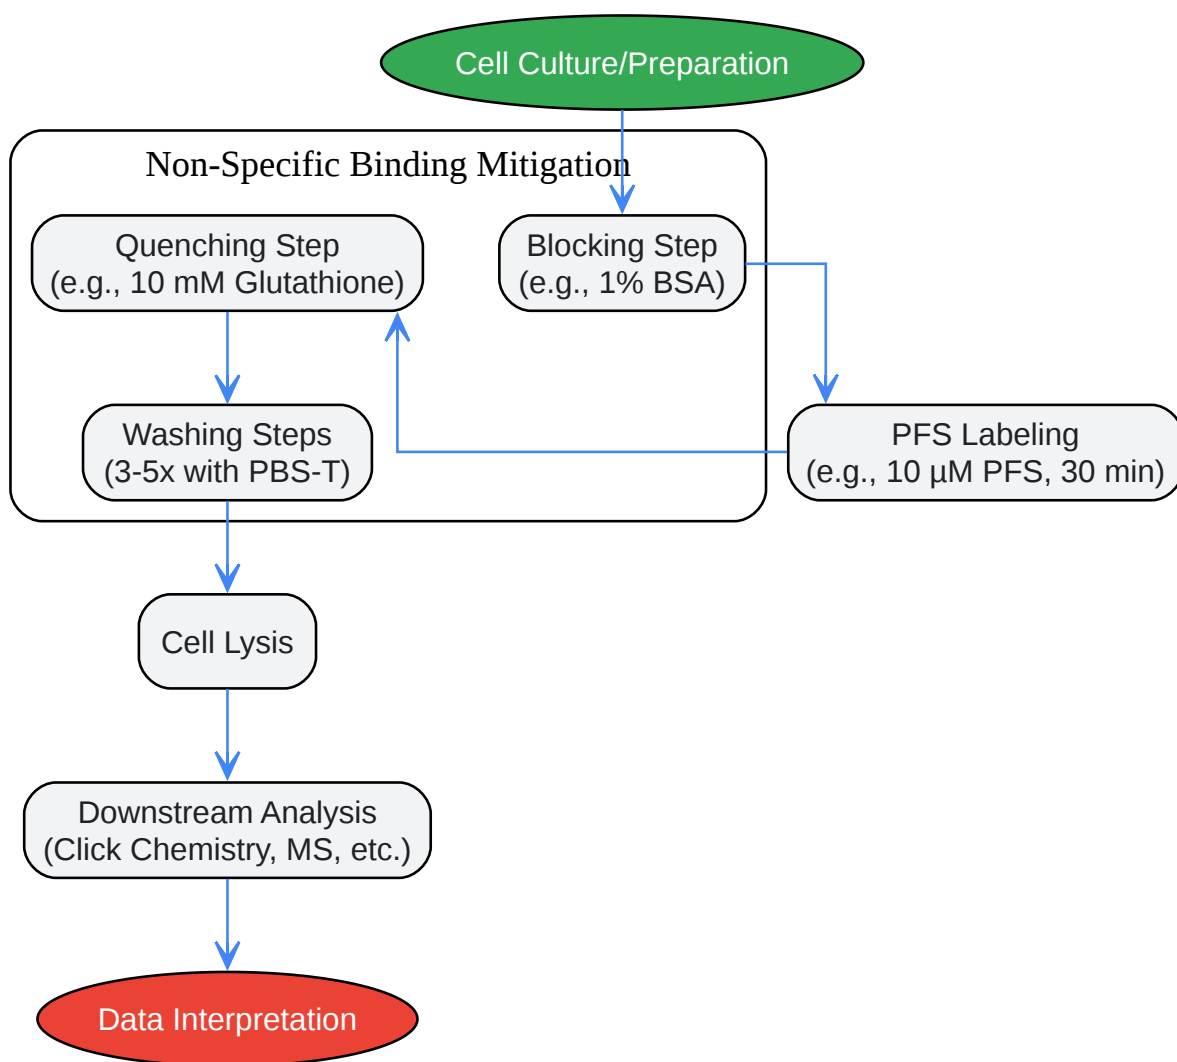 Cell Culture/Preparation
Non-Specific Binding Mitigation
Quenching Step
(e.g., 10 mM Glutathione)
Blocking Step
(e.g., 1% BSA)
Washing Steps
(3-5x with PBS-T)
PFS Labeling
(e.g., 10 µM PFS, 30 min)
Cell Lysis
Downstream Analysis
(Click Chemistry, MS, etc.)
Data Interpretation